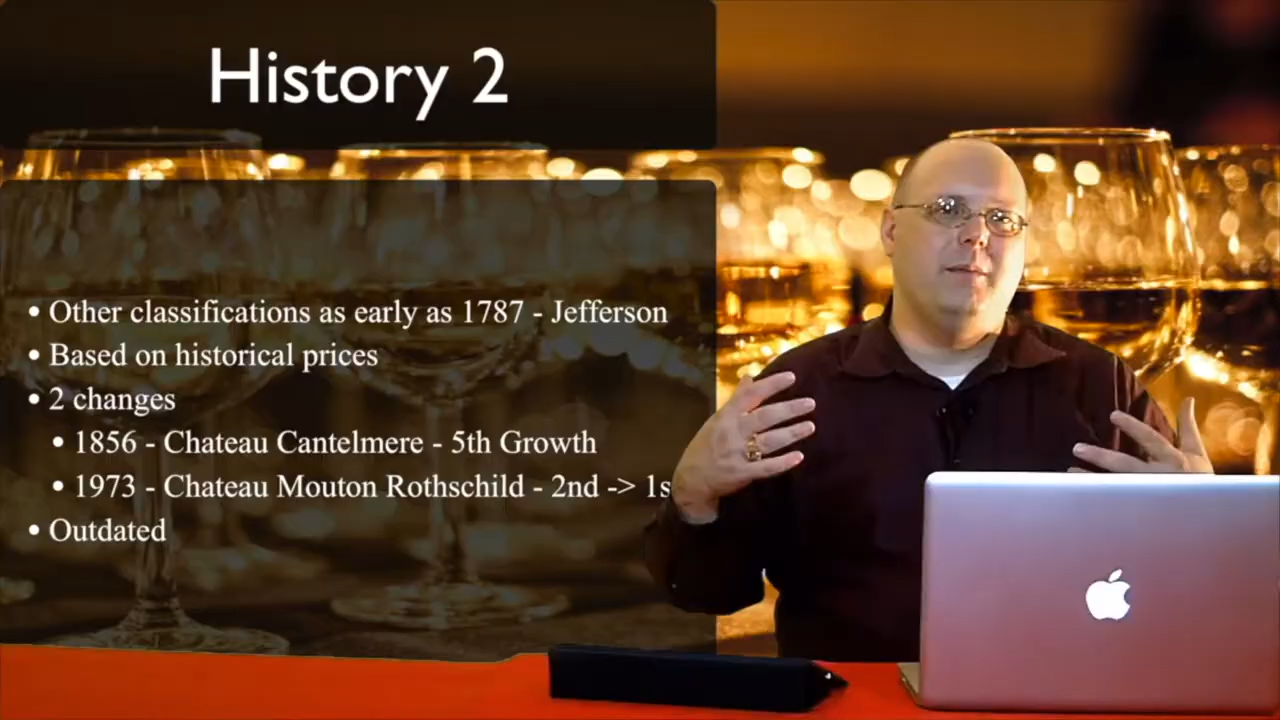 History 2
• Other classifications as early as 1787 - Jefferson
• Based on historical prices
• 2 changes
• 1856 - Chateau Cantelmere - 5th Growth
• 1973 - Chateau Mouton Rothschild - 2nd -> 1s
• Outdated